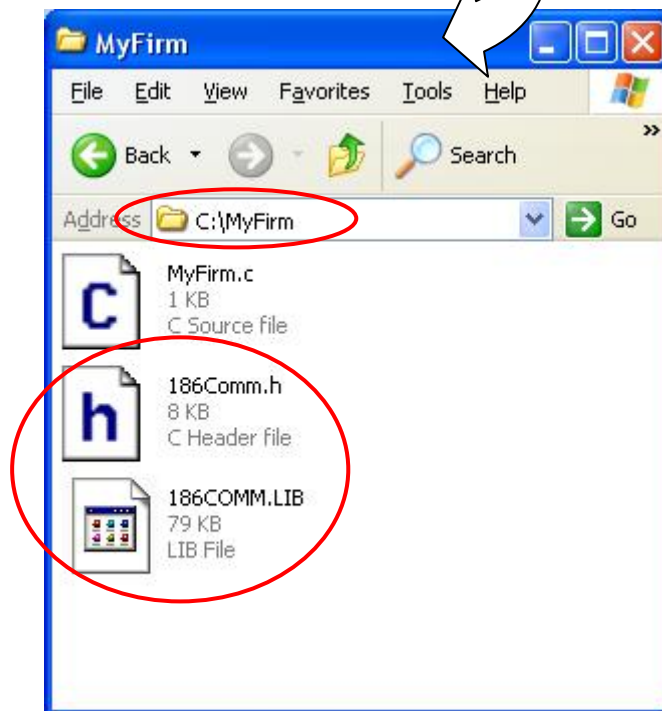 MyFirm
File Edit View Favorites Tools Help
Back Search »
Address C:\MyFirm Go
C
MyFirm.c
1 KB
C Source file
h
186Comm.h
8 KB
C Header file
186COMM.LIB
79 KB
LIB File